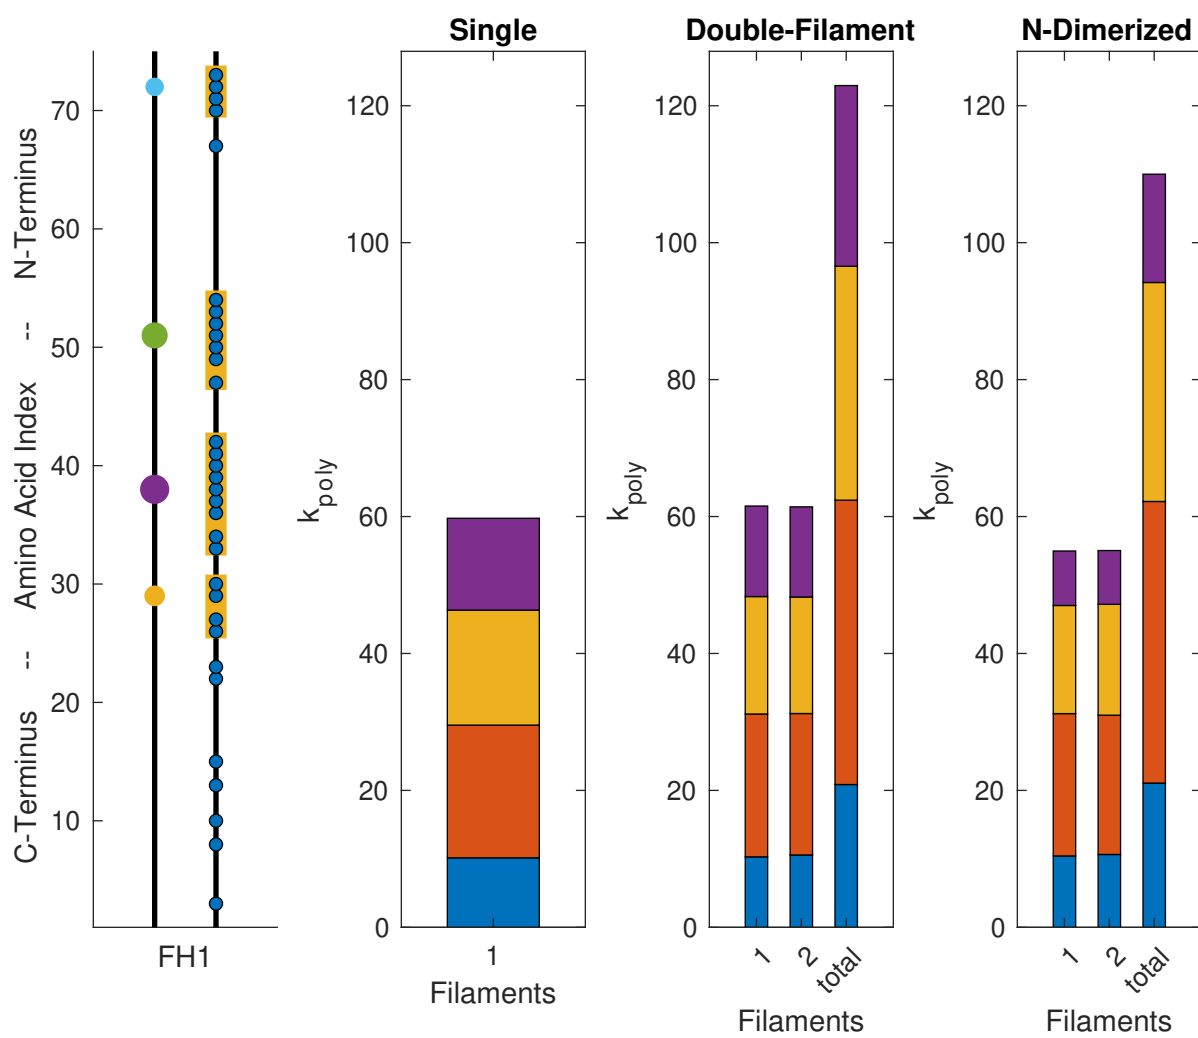 Single
Double-Filament
N-Dimerized
C-Terminus -- Amino Acid Index -- N-Terminus
70
60
50
40
30
20
10
FH1
k_poly
120
100
80
60
40
20
0
1
Filaments
k_poly
120
100
80
60
40
20
0
1
2
total
Filaments
k_poly
120
100
80
60
40
20
0
1
2
total
Filaments